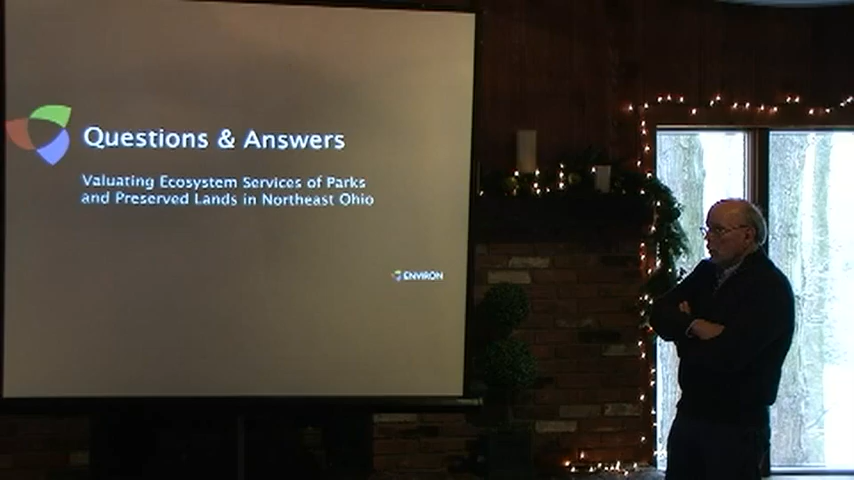 Questions & Answers
Valuating Ecosystem Services of Parks
and Preserved Lands in Northeast Ohio
ENVIRON